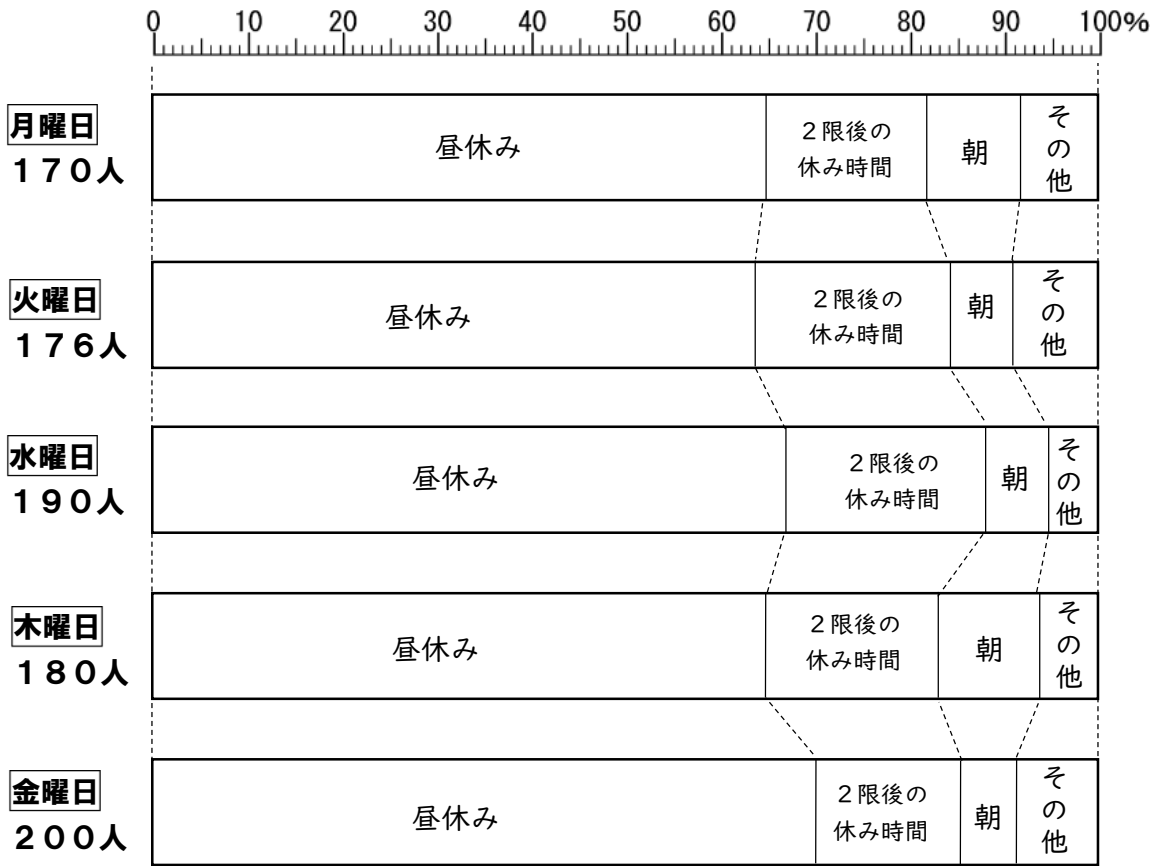 0 10 20 30 40 50 60 70 80 90 100%
月曜日
170人
昼休み
2限後の
休み時間
朝
その他
火曜日
176人
昼休み
2限後の
休み時間
朝
その他
水曜日
190人
昼休み
2限後の
休み時間
朝
その他
木曜日
180人
昼休み
2限後の
休み時間
朝
その他
金曜日
200人
昼休み
2限後の
休み時間
朝
その他